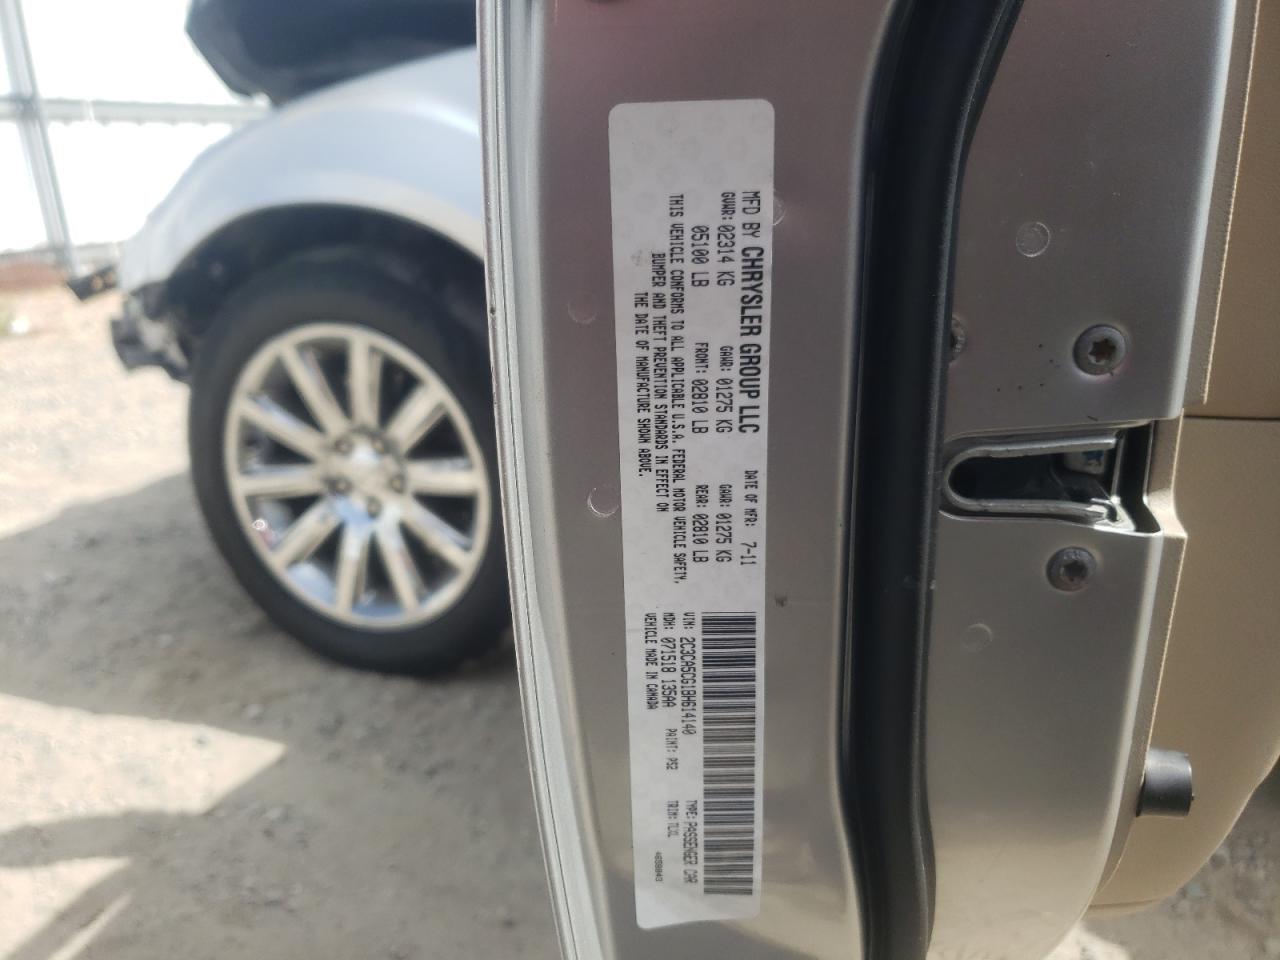 MFD BY CHRYSLER GROUP LLC DATE OF MFR: 7-11
GVWR: 02314 KG GAWR: 01275 KG GAWR: 01275 KG
05100 LB FRONT: 02810 LB REAR: 02810 LB
THIS VEHICLE CONFORMS TO ALL APPLICABLE U.S.A. FEDERAL MOTOR VEHICLE SAFETY,
BUMPER AND THEFT PREVENTION STANDARDS IN EFFECT ON
THE DATE OF MANUFACTURE SHOWN ABOVE.
VIN: 2C3CA5CG1BH614140 TYPE: PASSENGER CAR
MDH: 071518 135AA PAINT: PS2 TRIM: TLXL
VEHICLE MADE IN CANADA